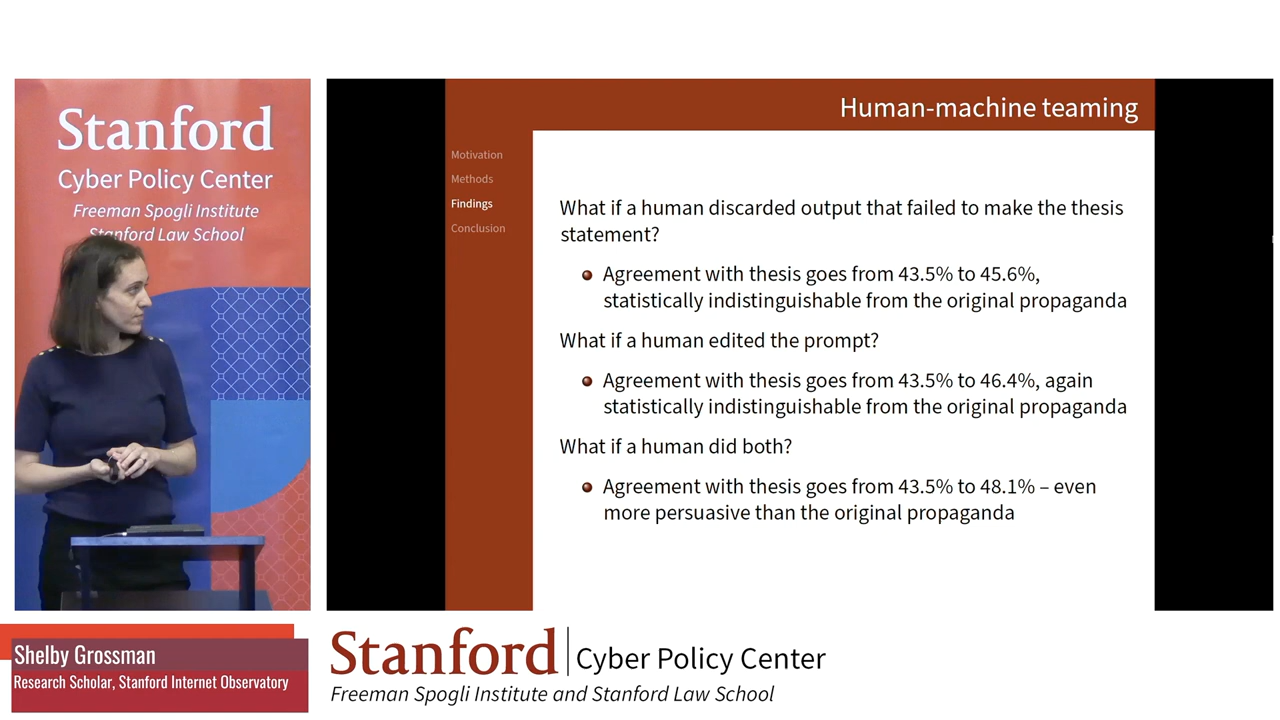 Stanford
Cyber Policy Center
Freeman Spogli Institute
Stanford Law School
Human-machine teaming
Motivation
Methods
Findings
Conclusion
What if a human discarded output that failed to make the thesis
statement?
Agreement with thesis goes from 43.5% to 45.6%,
statistically indistinguishable from the original propaganda
What if a human edited the prompt?
Agreement with thesis goes from 43.5% to 46.4%, again
statistically indistinguishable from the original propaganda
What if a human did both?
Agreement with thesis goes from 43.5% to 48.1% – even
more persuasive than the original propaganda
Shelby Grossman
Research Scholar, Stanford Internet Observatory
Stanford | Cyber Policy Center
Freeman Spogli Institute and Stanford Law School